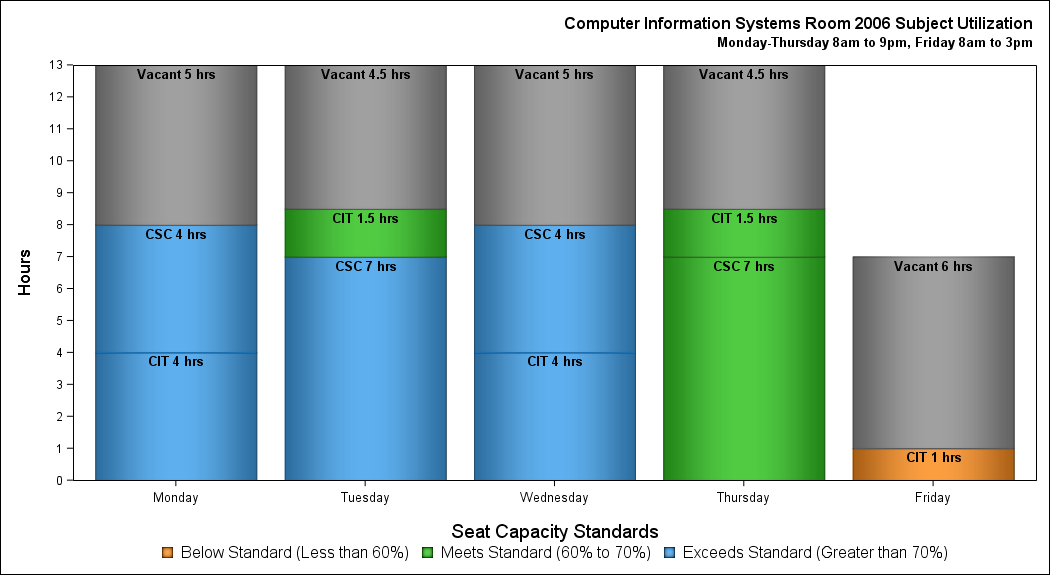 Computer Information Systems Room 2006 Subject Utilization
Monday-Thursday 8am to 9pm, Friday 8am to 3pm
Hours
13
12
11
10
9
8
7
6
5
4
3
2
1
0
Vacant 5 hrs
CSC 4 hrs
CIT 4 hrs
Vacant 4.5 hrs
CIT 1.5 hrs
CSC 7 hrs
Vacant 5 hrs
CSC 4 hrs
CIT 4 hrs
Vacant 4.5 hrs
CIT 1.5 hrs
CSC 7 hrs
Vacant 6 hrs
CIT 1 hrs
Monday Tuesday Wednesday Thursday Friday
Seat Capacity Standards
Below Standard (Less than 60%) Meets Standard (60% to 70%) Exceeds Standard (Greater than 70%)